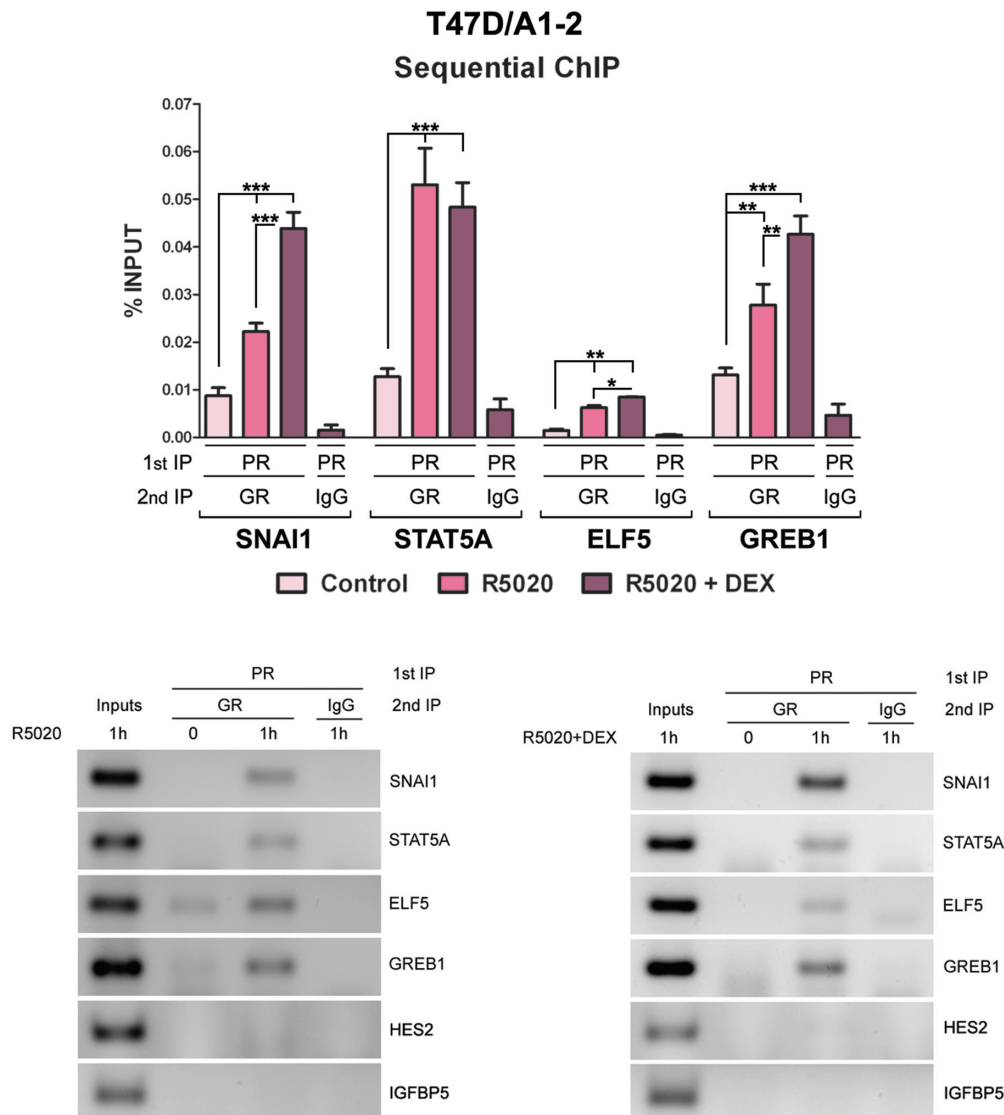 T47D/A1-2
Sequential ChIP
% INPUT
0.07
0.06
0.05
0.04
0.03
0.02
0.01
0.00
*** *** *** ** * *** ** **
1st IP PR PR PR PR PR PR PR PR
2nd IP GR IgG GR IgG GR IgG GR IgG
SNAI1 STAT5A ELF5 GREB1
Control R5020 R5020 + DEX
PR 1st IP
Inputs GR IgG 2nd IP
R5020 1h 0 1h 1h
SNAI1
STAT5A
ELF5
GREB1
HES2
IGFBP5
PR 1st IP
Inputs GR IgG 2nd IP
R5020+DEX 1h 0 1h 1h
SNAI1
STAT5A
ELF5
GREB1
HES2
IGFBP5